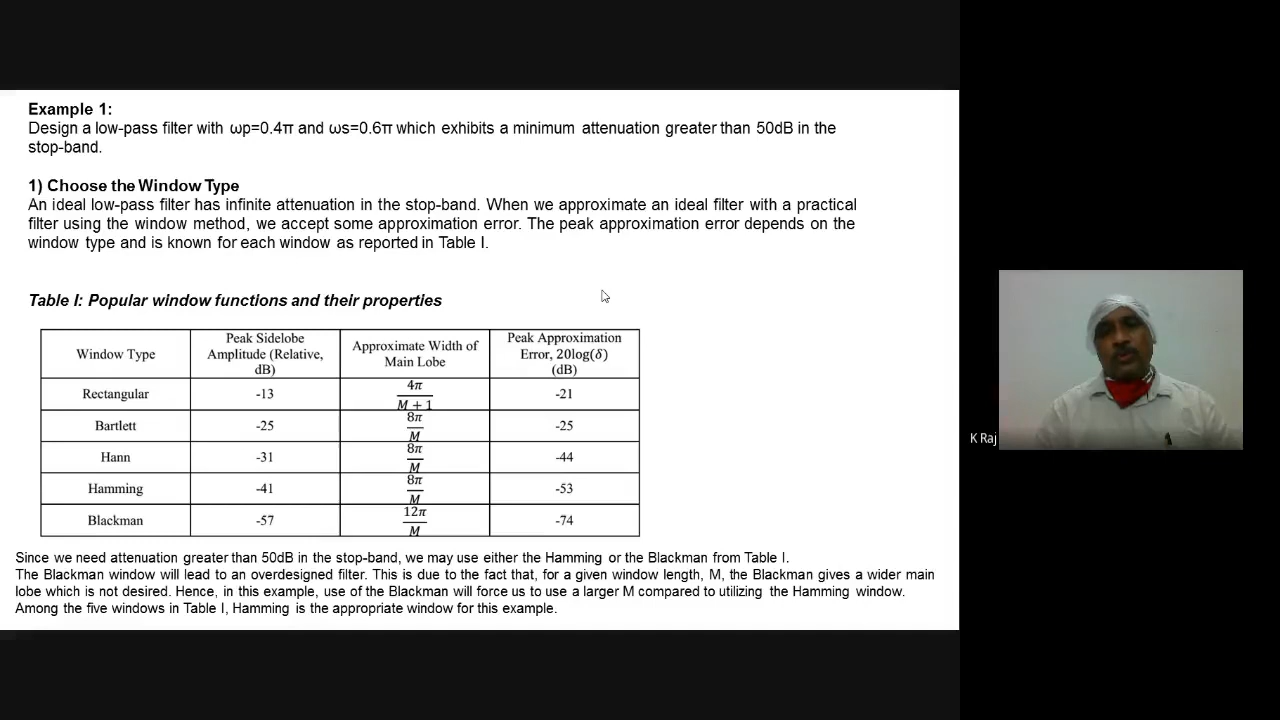 Example 1:
Design a low-pass filter with ωp=0.4π and ωs=0.6π which exhibits a minimum attenuation greater than 50dB in the
stop-band.
1) Choose the Window Type
An ideal low-pass filter has infinite attenuation in the stop-band. When we approximate an ideal filter with a practical
filter using the window method, we accept some approximation error. The peak approximation error depends on the
window type and is known for each window as reported in Table I.
Table I: Popular window functions and their properties
Window Type | Peak Sidelobe Amplitude (Relative, dB) | Approximate Width of Main Lobe | Peak Approximation Error, 20log(δ) (dB)
Rectangular | -13 | 4π/(M + 1) | -21
Bartlett | -25 | 8π/M | -25
Hann | -31 | 8π/M | -44
Hamming | -41 | 8π/M | -53
Blackman | -57 | 12π/M | -74
Since we need attenuation greater than 50dB in the stop-band, we may use either the Hamming or the Blackman from Table I.
The Blackman window will lead to an overdesigned filter. This is due to the fact that, for a given window length, M, the Blackman gives a wider main
lobe which is not desired. Hence, in this example, use of the Blackman will force us to use a larger M compared to utilizing the Hamming window.
Among the five windows in Table I, Hamming is the appropriate window for this example.
K Raj